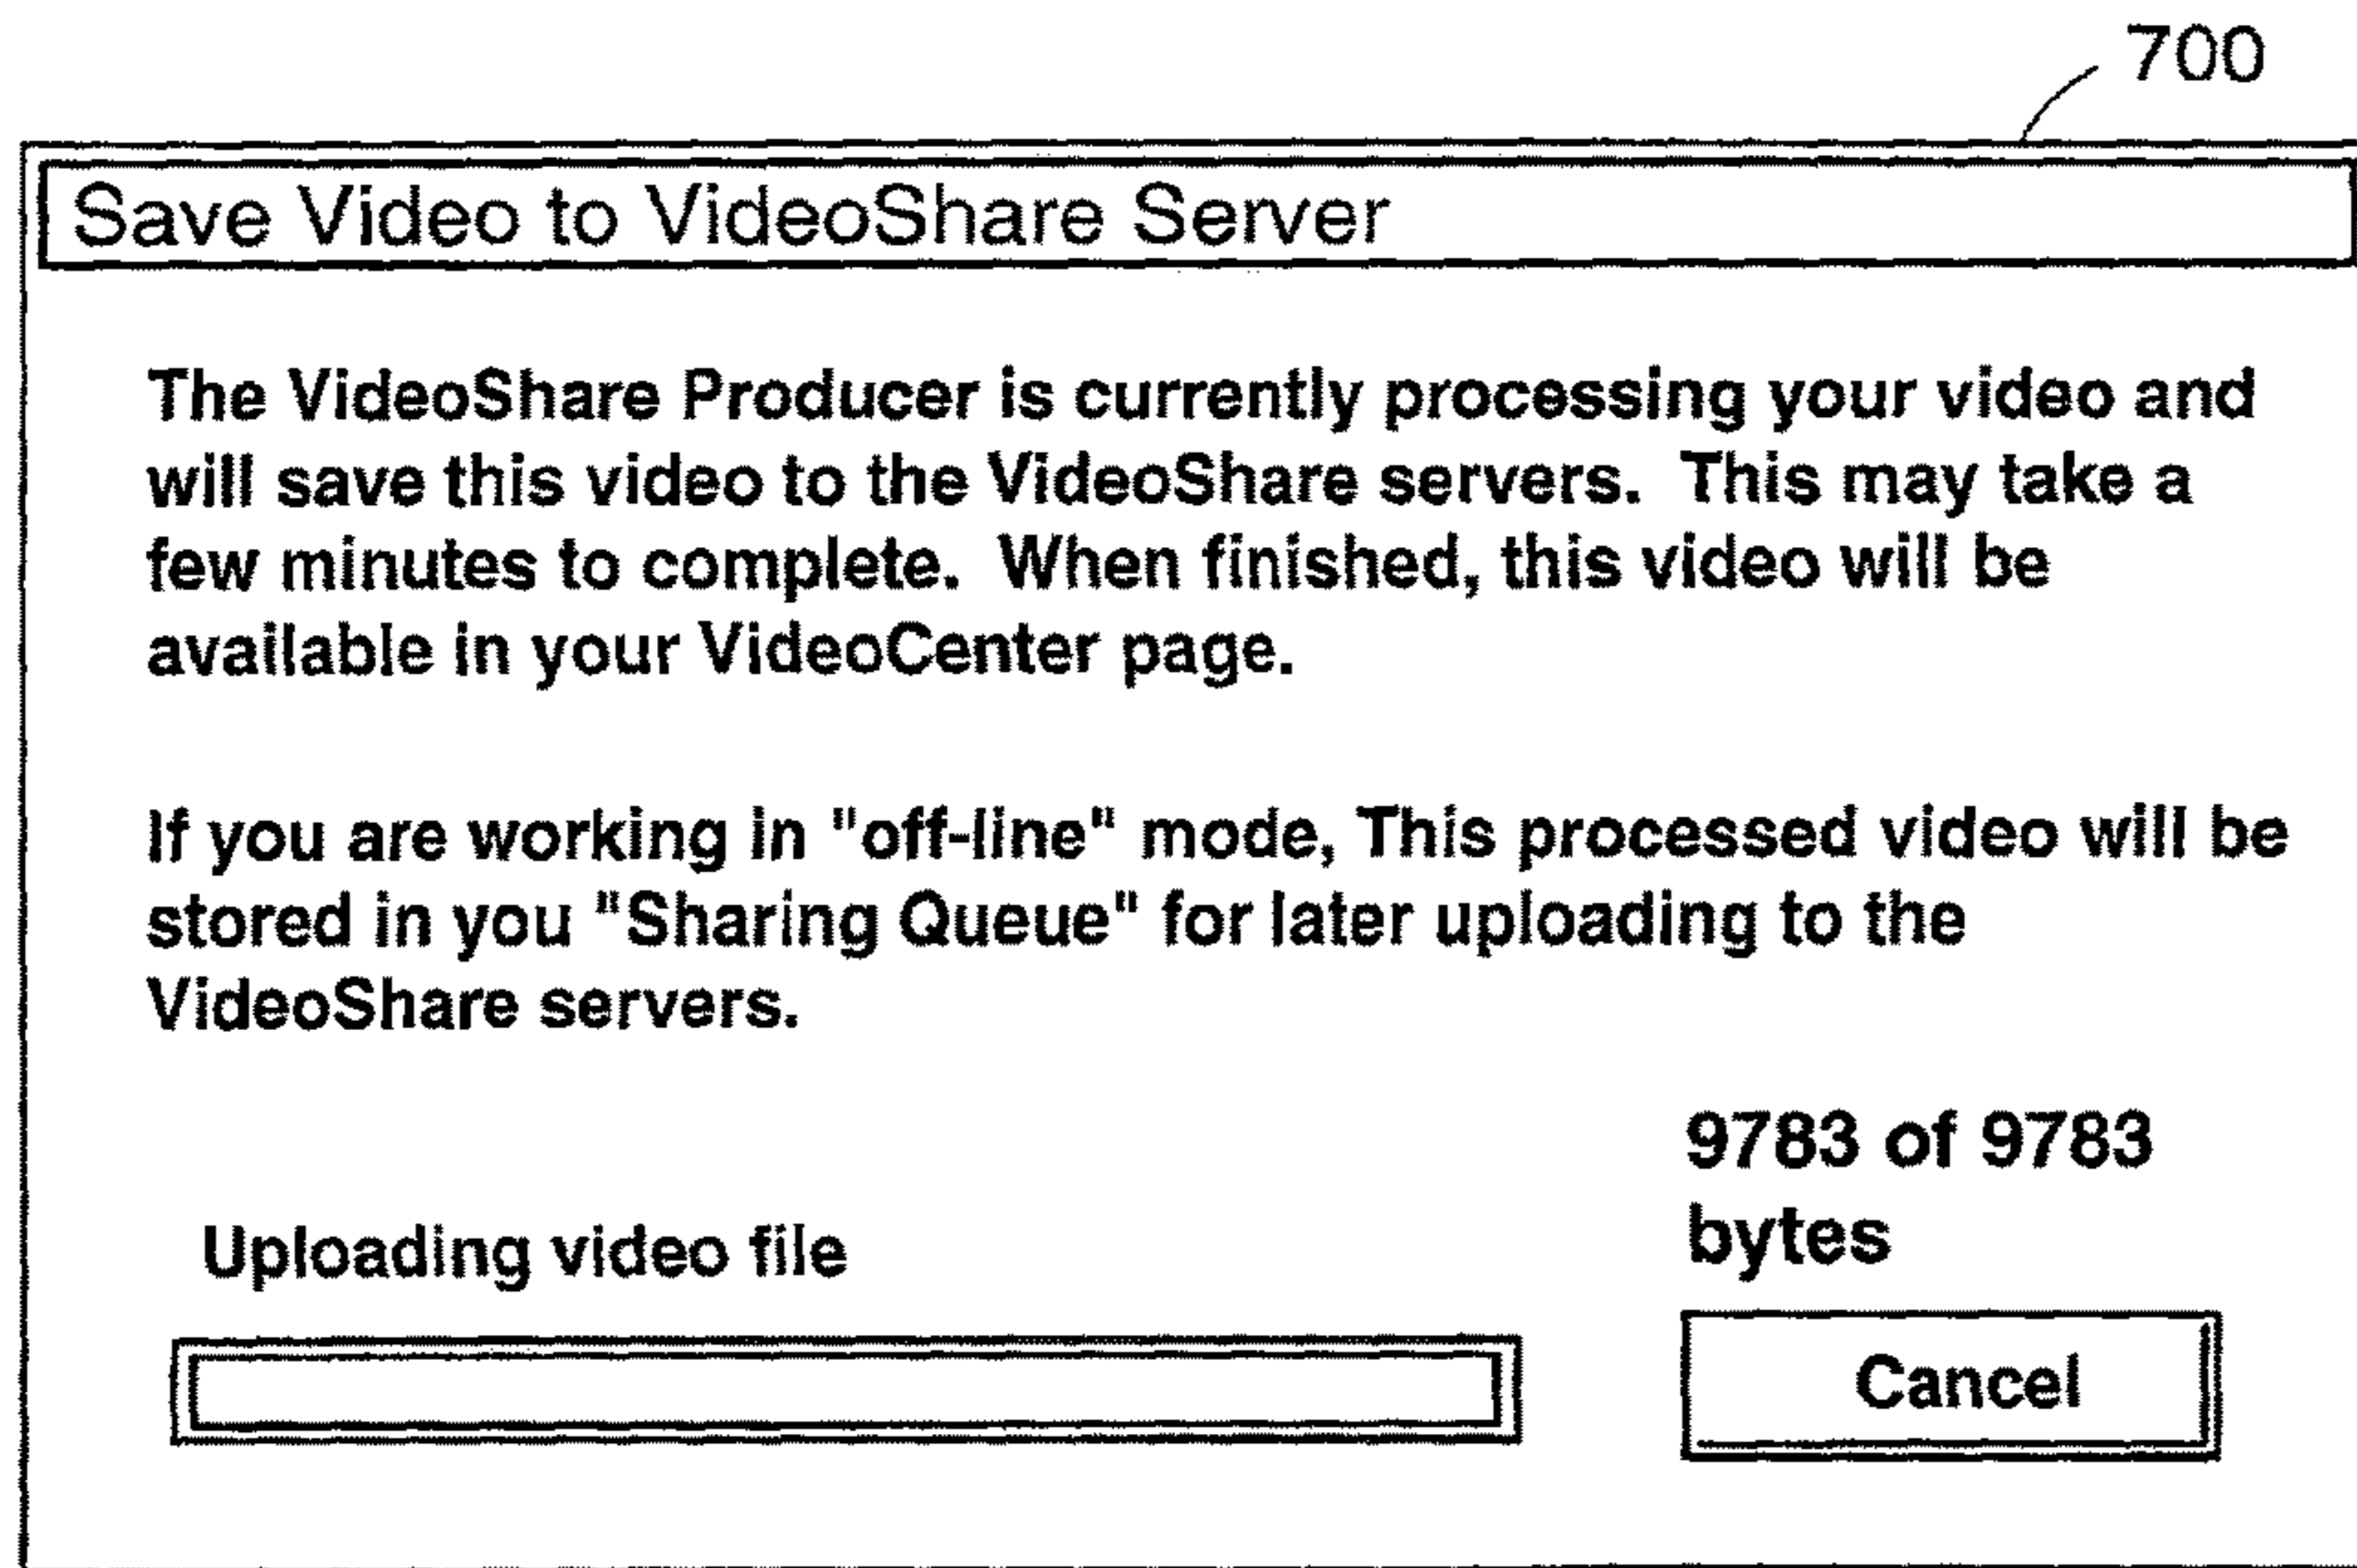 700
Save Video to VideoShare Server
The VideoShare Producer is currently processing your video and
will save this video to the VideoShare servers.  This may take a
few minutes to complete.  When finished, this video will be
available in your VideoCenter page.
If you are working in "off-line" mode, This processed video will be
stored in you "Sharing Queue" for later uploading to the
VideoShare servers.
9783 of 9783
bytes
Uploading video file
Cancel